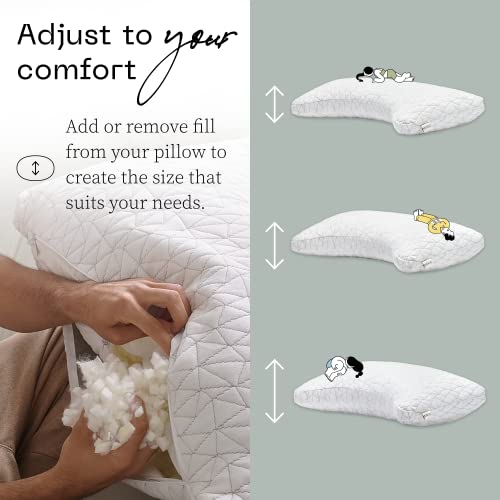 Adjust to your
comfort
Add or remove fill
from your pillow to
create the size that
suits your needs.